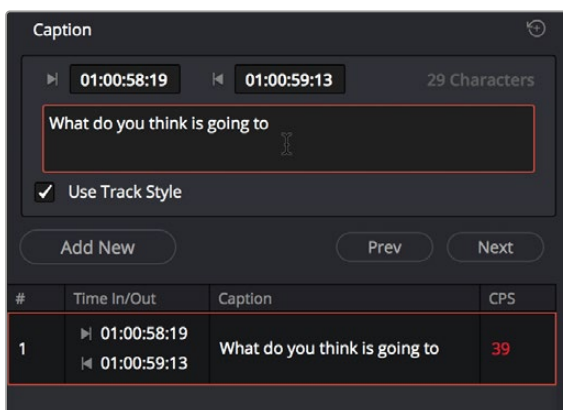 Caption
01:00:58:19 01:00:59:13 29 Characters
What do you think is going to
Use Track Style
Add New Prev Next
# Time In/Out Caption CPS
1 01:00:58:19 What do you think is going to 39
01:00:59:13